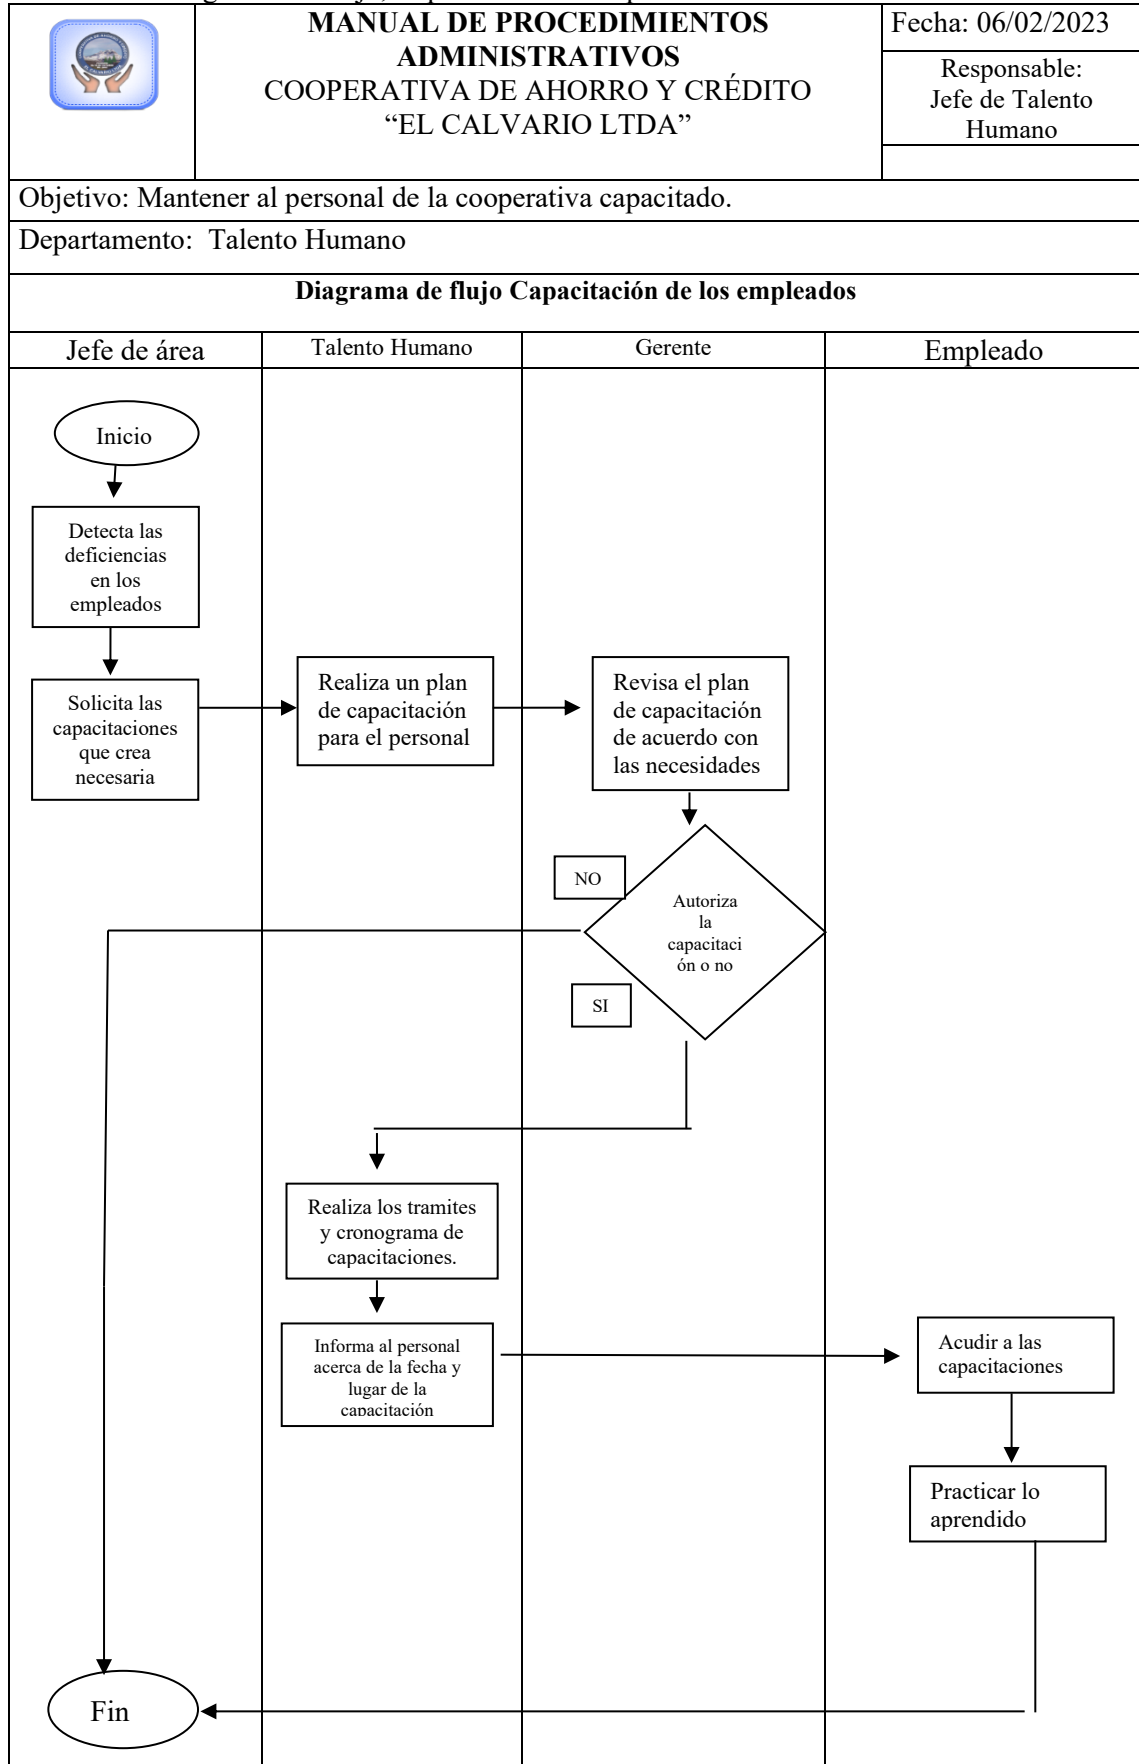 MANUAL DE PROCEDIMIENTOS
ADMINISTRATIVOS
COOPERATIVA DE AHORRO Y CRÉDITO
“EL CALVARIO LTDA”
Fecha: 06/02/2023
Responsable:
Jefe de Talento
Humano
Objetivo: Mantener al personal de la cooperativa capacitado.
Departamento: Talento Humano
Diagrama de flujo Capacitación de los empleados
Jefe de área
Talento Humano
Gerente
Empleado
Inicio
Detecta las
deficiencias
en los
empleados
Solicita las
capacitaciones
que crea
necesaria
Realiza un plan
de capacitación
para el personal
Revisa el plan
de capacitación
de acuerdo con
las necesidades
NO
Autoriza
la
capacitaci
ón o no
SI
Realiza los tramites
y cronograma de
capacitaciones.
Informa al personal
acerca de la fecha y
lugar de la
capacitación
Acudir a las
capacitaciones
Practicar lo
aprendido
Fin